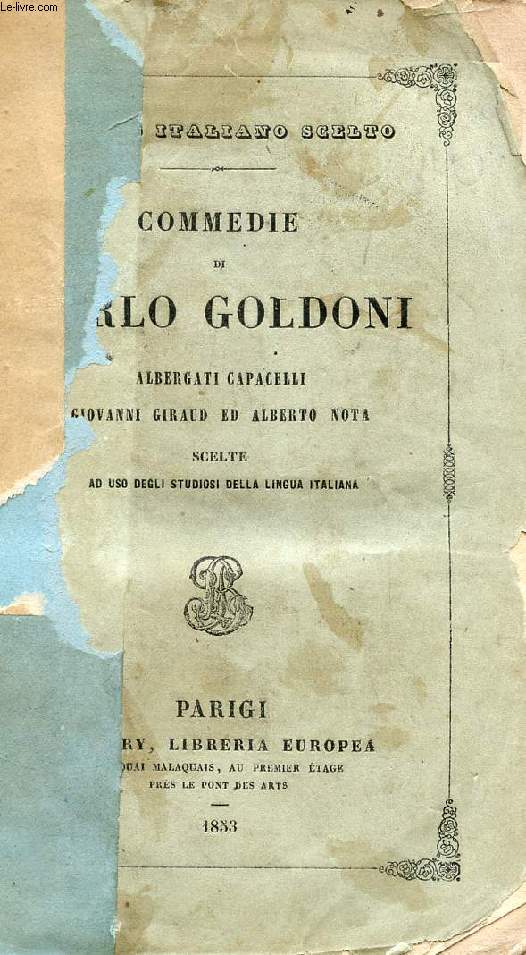 Le-livre.com
ITALIANO SCELTO
COMMEDIE
DI
RLO GOLDONI
ALBERGATI CAPACELLI
GIOVANNI GIRAUD ED ALBERTO NOTA
SCELTE
AD USO DEGLI STUDIOSI DELLA LINGUA ITALIANA
PARIGI
RY, LIBRERIA EUROPEA
QUAI MALAQUAIS, AU PREMIER ÉTAGE
PRÈS LE PONT DES ARTS
1853